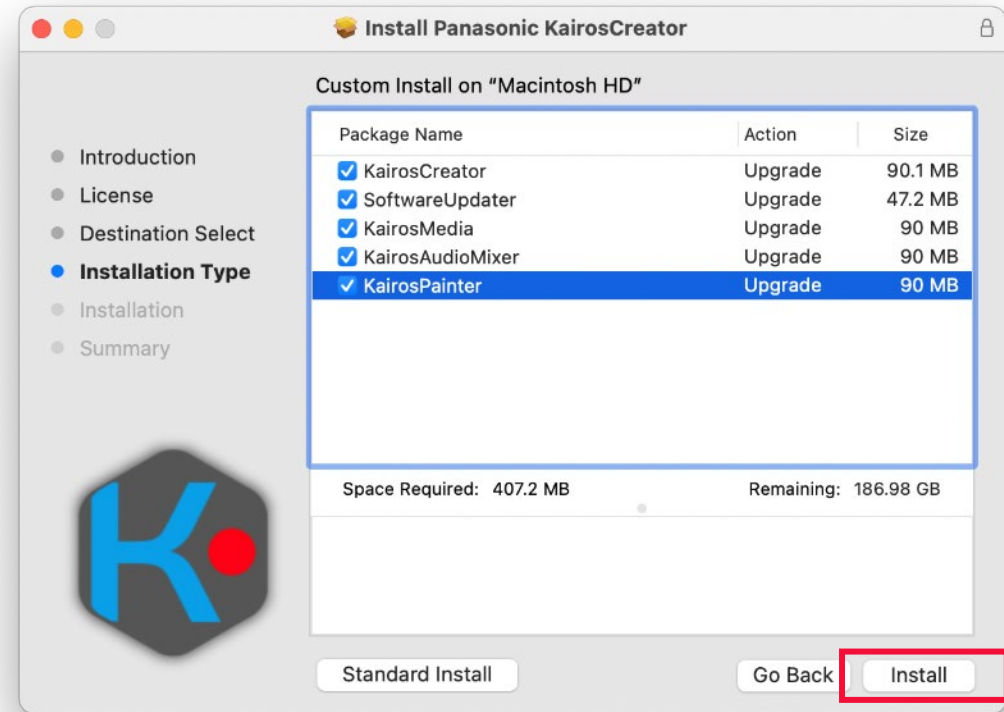 Install Panasonic KairosCreator
Custom Install on "Macintosh HD"
Introduction
License
Destination Select
Installation Type
Installation
Summary
Package Name Action Size
KairosCreator Upgrade 90.1 MB
SoftwareUpdater Upgrade 47.2 MB
KairosMedia Upgrade 90 MB
KairosAudioMixer Upgrade 90 MB
KairosPainter Upgrade 90 MB
Space Required: 407.2 MB Remaining: 186.98 GB
K
Standard Install Go Back Install